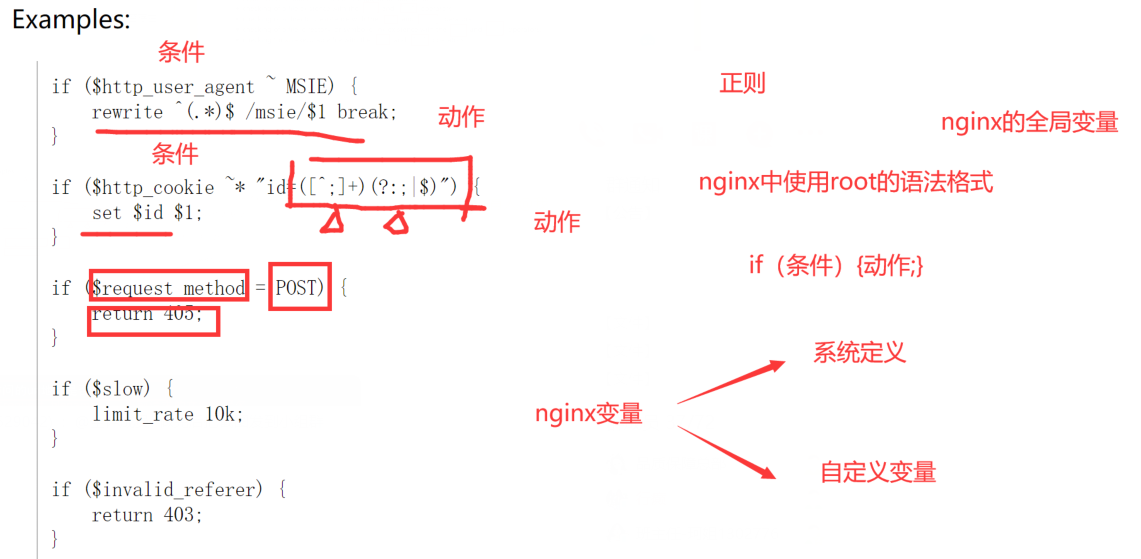 Examples:
条件
if ($http_user_agent ~ MSIE) {
rewrite ^(.*)$ /msie/$1 break;
}
动作
正则
nginx的全局变量
条件
if ($http_cookie ~* "id=([^;]+)(?:;|$)") {
set $id $1;
}
动作
nginx中使用root的语法格式
if（条件）{动作;}
if ($request_method = POST) {
return 405;
}
if ($slow) {
limit_rate 10k;
}
nginx变量
系统定义
自定义变量
if ($invalid_referer) {
return 403;
}